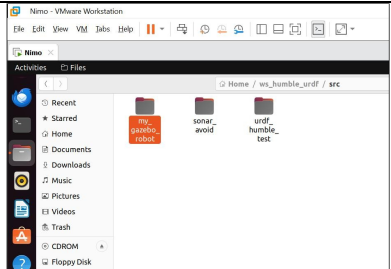 Nimo - VMware Workstation
File Edit View VM Tabs Help
Nimo
Activities Files
Home / ws_humble_urdf / src
Recent
Starred
Home
Documents
Downloads
Music
Pictures
Videos
Trash
CDROM
Floppy Disk
my_
gazebo_
robot
sonar_
avoid
urdf_
humble_
test